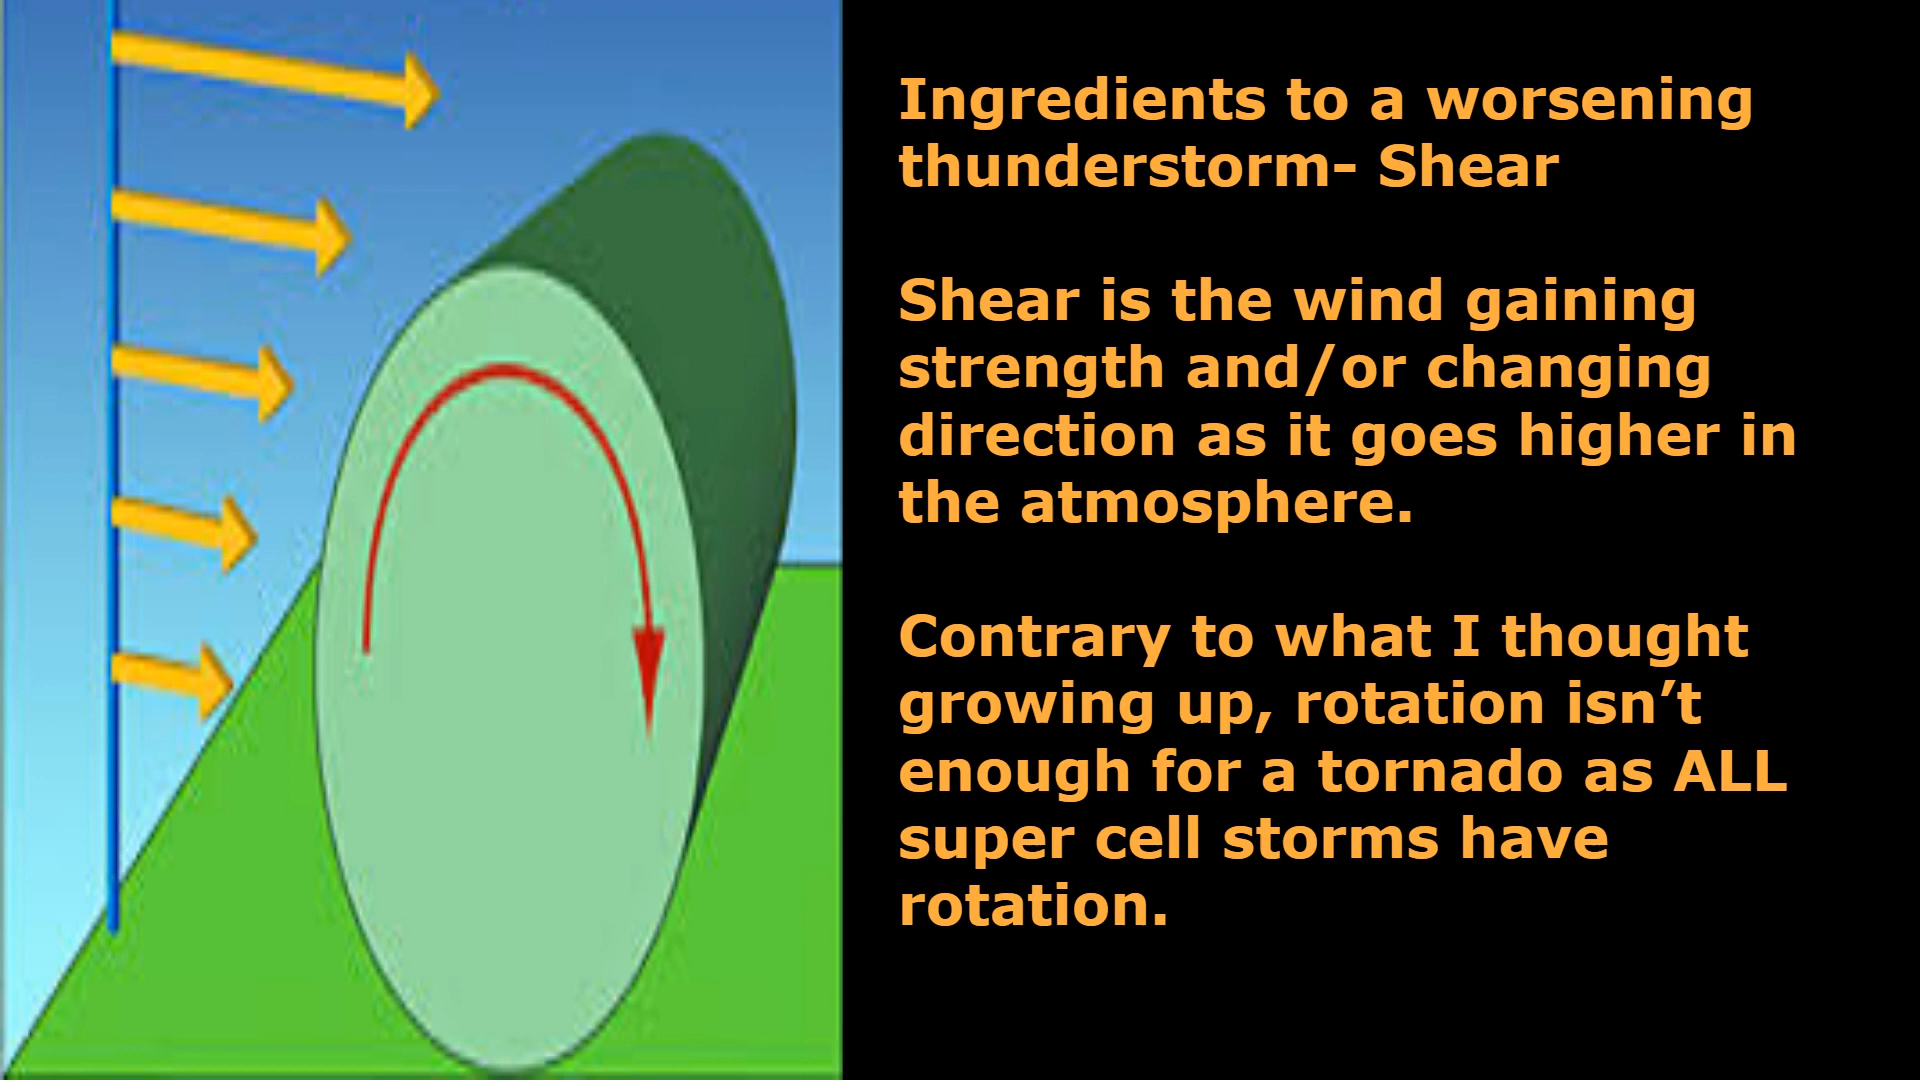 Ingredients to a worsening
thunderstorm- Shear
Shear is the wind gaining
strength and/or changing
direction as it goes higher in
the atmosphere.
Contrary to what I thought
growing up, rotation isn’t
enough for a tornado as ALL
super cell storms have
rotation.